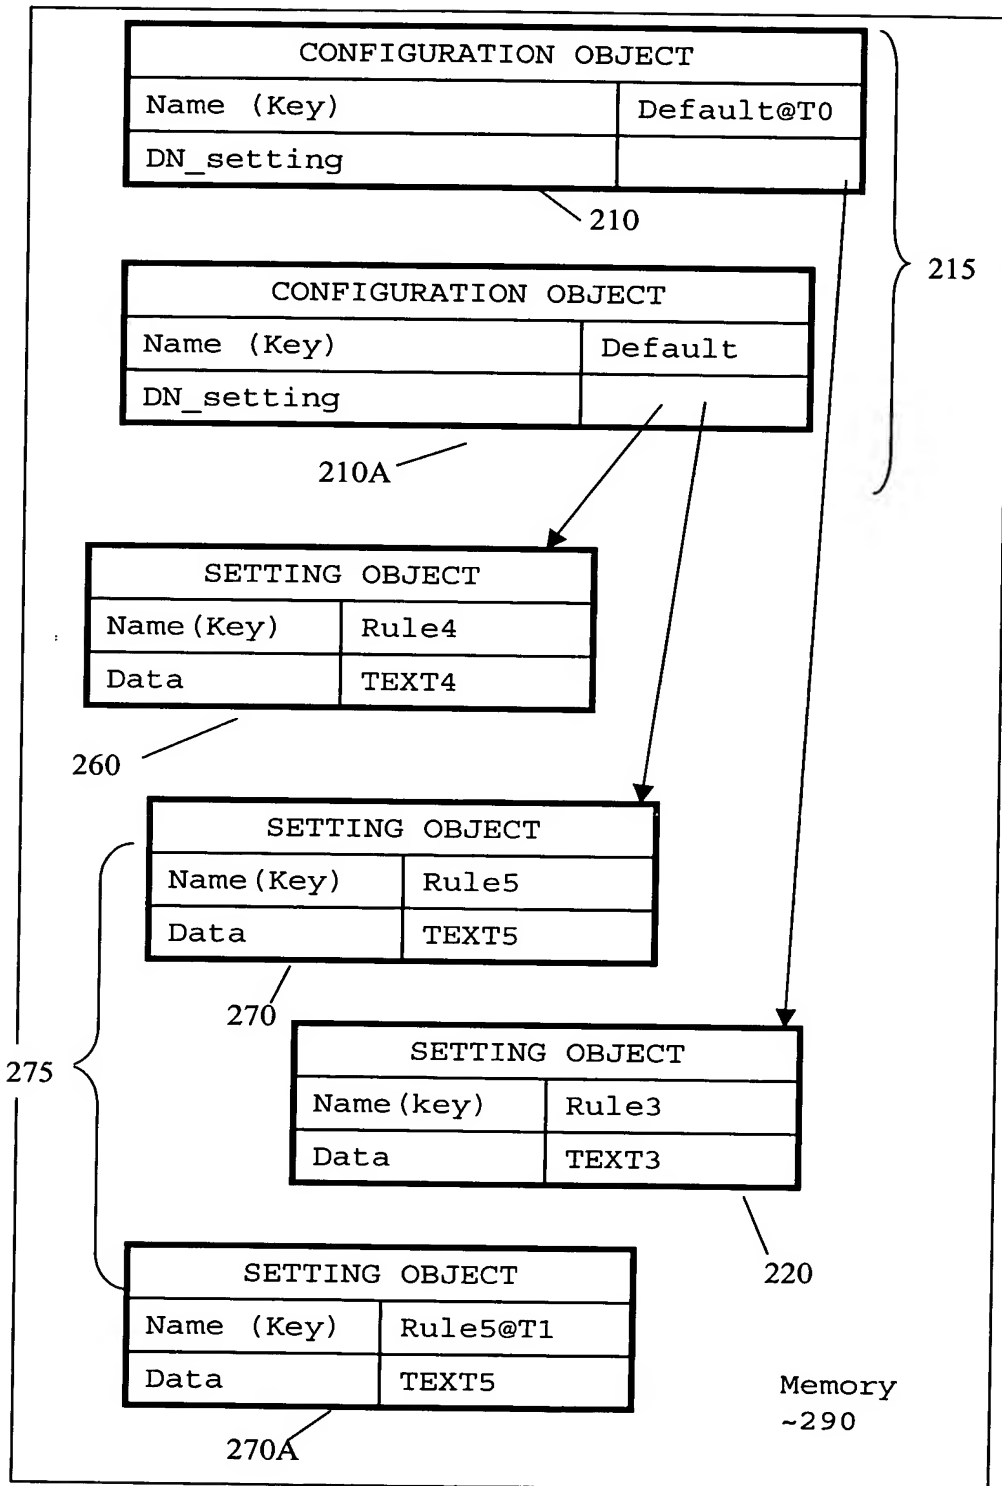 CONFIGURATION OBJECT
Name (Key) Default@T0
DN_setting
210
215
CONFIGURATION OBJECT
Name (Key) Default
DN_setting
210A
SETTING OBJECT
Name(Key) Rule4
Data TEXT4
260
SETTING OBJECT
Name(Key) Rule5
Data TEXT5
270
275
SETTING OBJECT
Name(key) Rule3
Data TEXT3
220
SETTING OBJECT
Name (Key) Rule5@T1
Data TEXT5
270A
Memory
~290